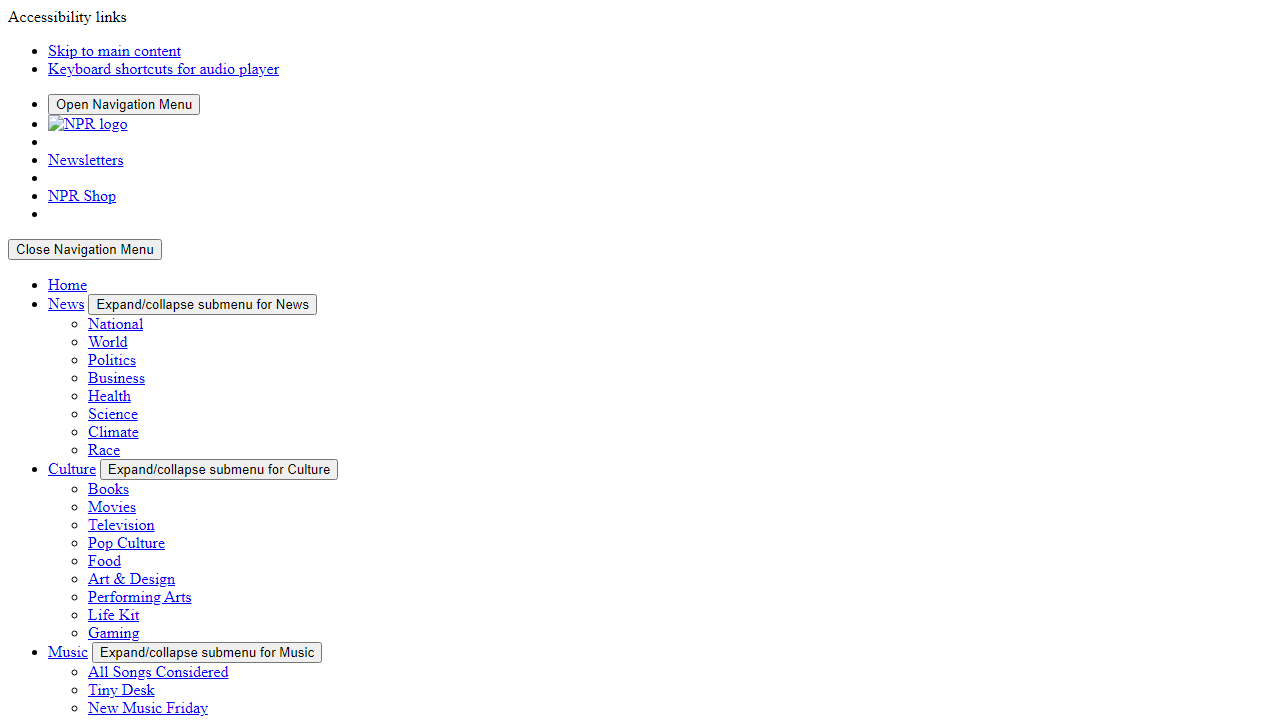 Accessibility links
Skip to main content
Keyboard shortcuts for audio player
Open Navigation Menu
NPR logo
Newsletters
NPR Shop
Close Navigation Menu
Home
News Expand/collapse submenu for News
National
World
Politics
Business
Health
Science
Climate
Race
Culture Expand/collapse submenu for Culture
Books
Movies
Television
Pop Culture
Food
Art & Design
Performing Arts
Life Kit
Gaming
Music Expand/collapse submenu for Music
All Songs Considered
Tiny Desk
New Music Friday